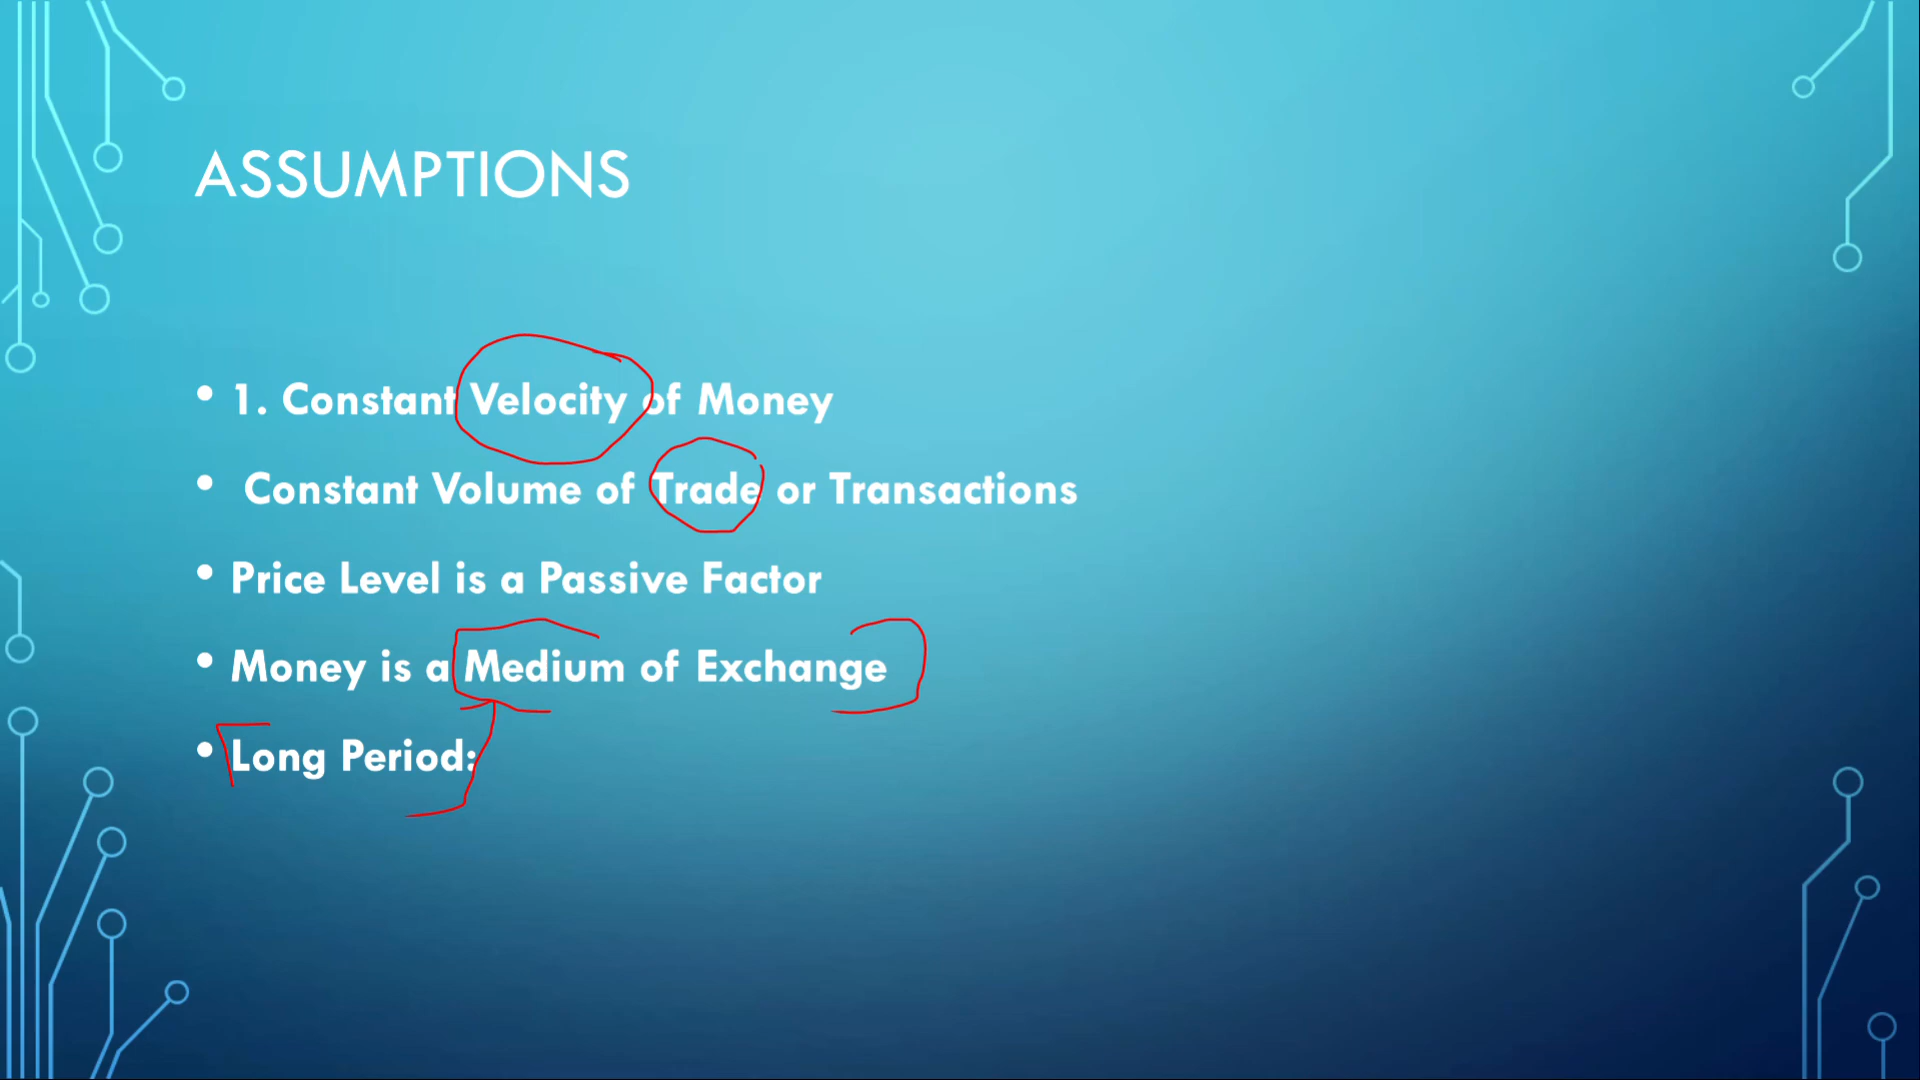 ASSUMPTIONS
• 1. Constant Velocity of Money
• Constant Volume of Trade or Transactions
• Price Level is a Passive Factor
• Money is a Medium of Exchange
• Long Period: